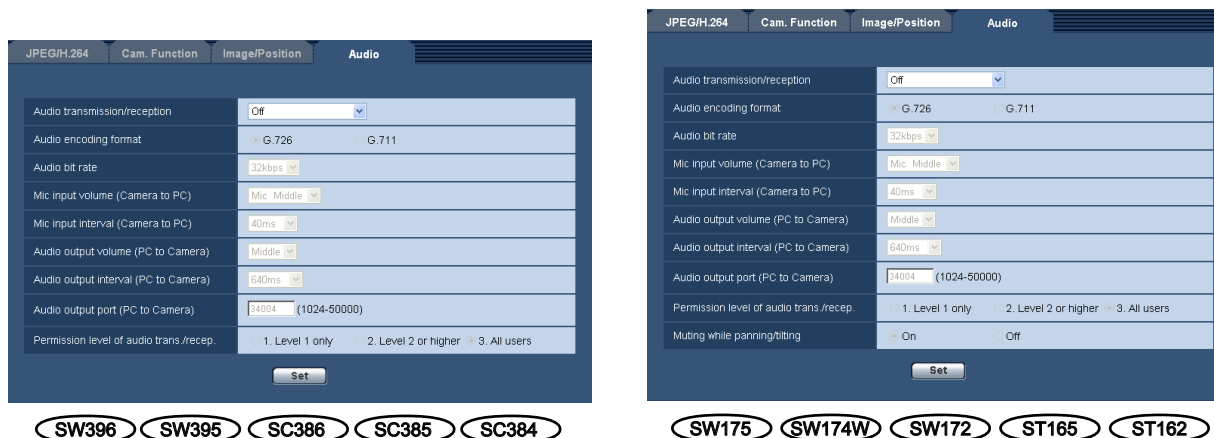 JPEG/H.264 Cam. Function Image/Position Audio
Audio transmission/reception Off
Audio encoding format G.726 G.711
Audio bit rate 32kbps
Mic input volume (Camera to PC) Mic Middle
Mic input interval (Camera to PC) 40ms
Audio output volume (PC to Camera) Middle
Audio output interval (PC to Camera) 640ms
Audio output port (PC to Camera) 34004 (1024-50000)
Permission level of audio trans./recep. 1. Level 1 only 2. Level 2 or higher 3. All users
Set
SW396 SW395 SC386 SC385 SC384
JPEG/H.264 Cam. Function Image/Position Audio
Audio transmission/reception Off
Audio encoding format G.726 G.711
Audio bit rate 32kbps
Mic input volume (Camera to PC) Mic Middle
Mic input interval (Camera to PC) 40ms
Audio output volume (PC to Camera) Middle
Audio output interval (PC to Camera) 640ms
Audio output port (PC to Camera) 34004 (1024-50000)
Permission level of audio trans./recep. 1. Level 1 only 2. Level 2 or higher 3. All users
Muting while panning/tilting On Off
Set
SW175 SW174W SW172 ST165 ST162